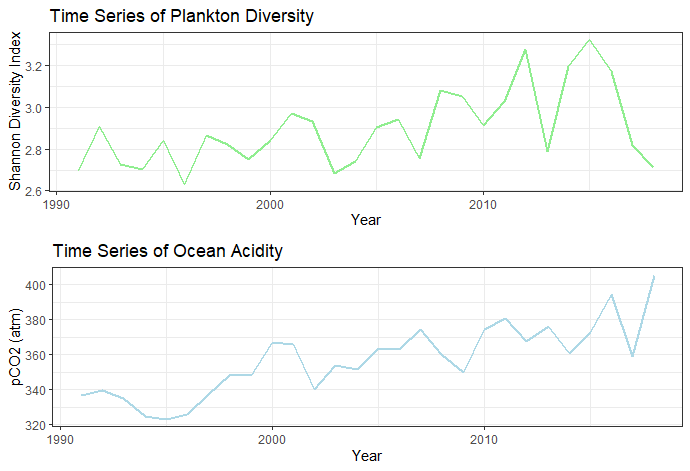 Time Series of Plankton Diversity
Shannon Diversity Index
3.2
3.0
2.8
2.6
1990 2000 2010
Year
Time Series of Ocean Acidity
pCO2 (atm)
400
380
360
340
320
1990 2000 2010
Year